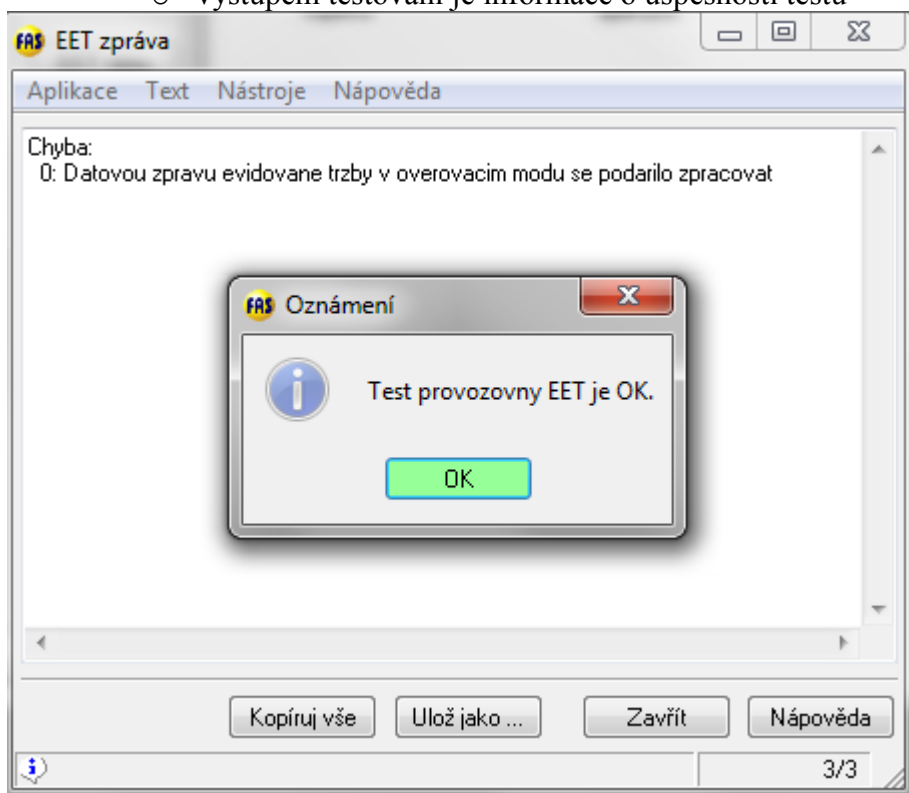 Výstupem testování je informace o úspěšnosti testu
FAS EET zpráva
Aplikace Text Nástroje Nápověda
Chyba:
0: Datovou zpravu evidovane trzby v overovacim modu se podarilo zpracovat
FAS Oznámení
Test provozovny EET je OK.
OK
Kopíruj vše Ulož jako ... Zavřít Nápověda
3/3